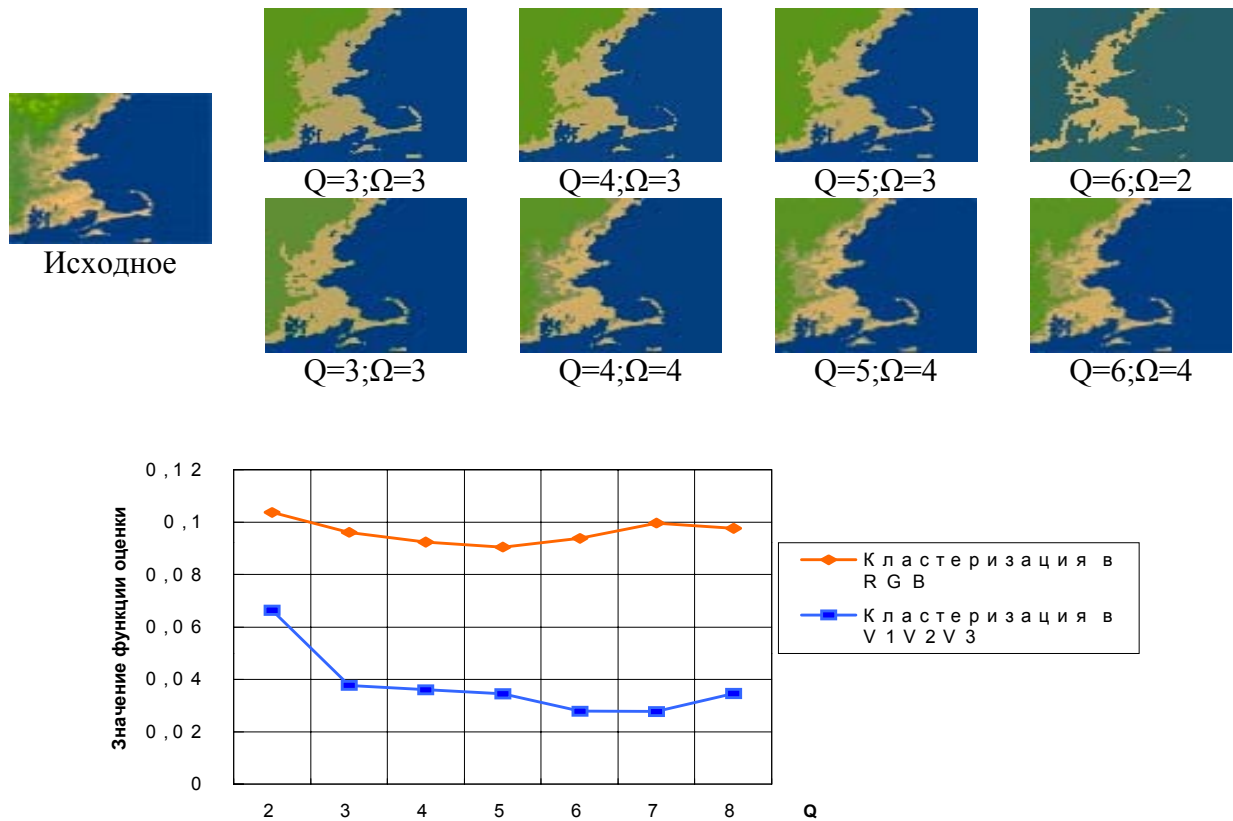 Q=3;Ω=3 Q=4;Ω=3 Q=5;Ω=3 Q=6;Ω=2
Исходное
Q=3;Ω=3 Q=4;Ω=4 Q=5;Ω=4 Q=6;Ω=4
Значение функции оценки
0,12
0,1
0,08
0,06
0,04
0,02
0
2 3 4 5 6 7 8 Q
Кластеризация в
RGB
Кластеризация в
V1V2V3